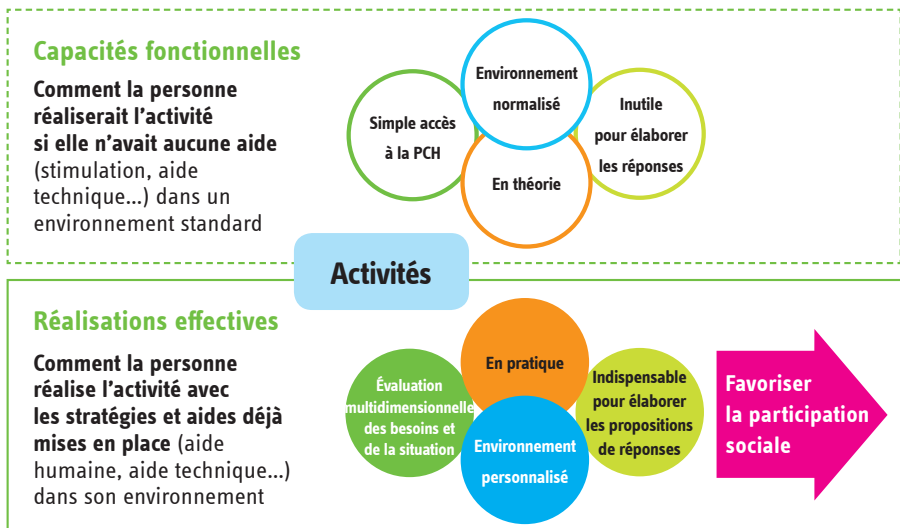 Capacités fonctionnelles
Comment la personne
réaliserait l’activité
si elle n’avait aucune aide
(stimulation, aide
technique...) dans un
environnement standard
Simple accès
à la PCH
Environnement
normalisé
En théorie
Inutile
pour élaborer
les réponses
Activités
Réalisations effectives
Comment la personne
réalise l’activité avec
les stratégies et aides déjà
mises en place (aide
humaine, aide technique...)
dans son environnement
Évaluation
multidimensionnelle
des besoins et
de la situation
En pratique
Environnement
personnalisé
Indispensable
pour élaborer
les propositions
de réponses
Favoriser
la participation
sociale